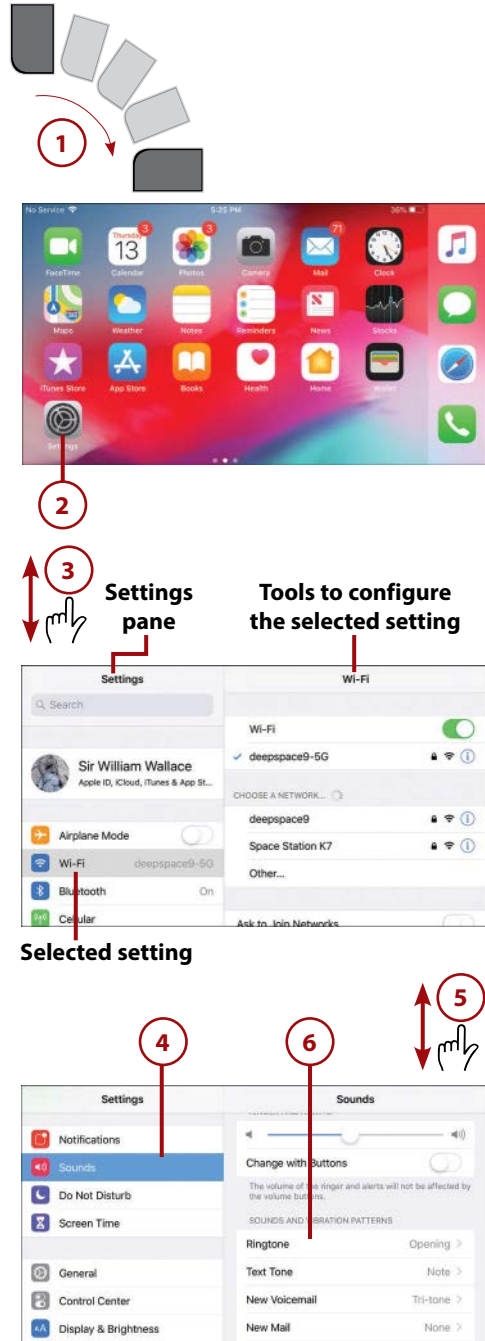 1
No Service 5:25 PM 36%
Thursday
3 3 71
13
FaceTime Calendar Photos Camera Mail Clock
Maps Weather Notes Reminders News Stocks
iTunes Store App Store Books Health Home Wallet
Settings
2
3
Settings pane
Tools to configure the selected setting
Settings Wi-Fi
Search
Wi-Fi
deepspace9-5G
Sir William Wallace
Apple ID, iCloud, iTunes & App St...
CHOOSE A NETWORK...
deepspace9
Airplane Mode
Space Station K7
Wi-Fi deepspace9-5G
Other...
Bluetooth On
Cellular
Ask to Join Networks
Selected setting
4
6
5
Settings Sounds
Notifications
Sounds
Change with Buttons
Do Not Disturb
The volume of the ringer and alerts will not be affected by
the volume buttons.
Screen Time
SOUNDS AND VIBRATION PATTERNS
Ringtone Opening
General
Text Tone Note
Control Center
New Voicemail Tri-tone
Display & Brightness
New Mail None